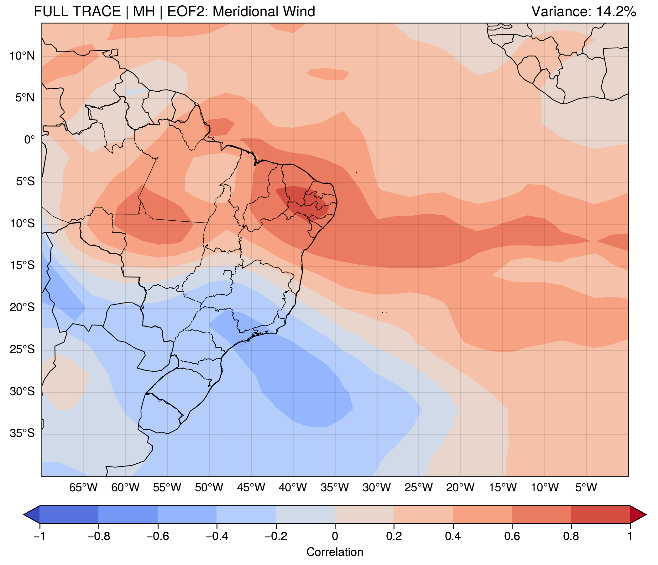 FULL TRACE | MH | EOF2: Meridional Wind
Variance: 14.2%
10°N
5°N
0°
5°S
10°S
15°S
20°S
25°S
30°S
35°S
65°W 60°W 55°W 50°W 45°W 40°W 35°W 30°W 25°W 20°W 15°W 10°W 5°W
−1 −0.8 −0.6 −0.4 −0.2 0 0.2 0.4 0.6 0.8 1
Correlation